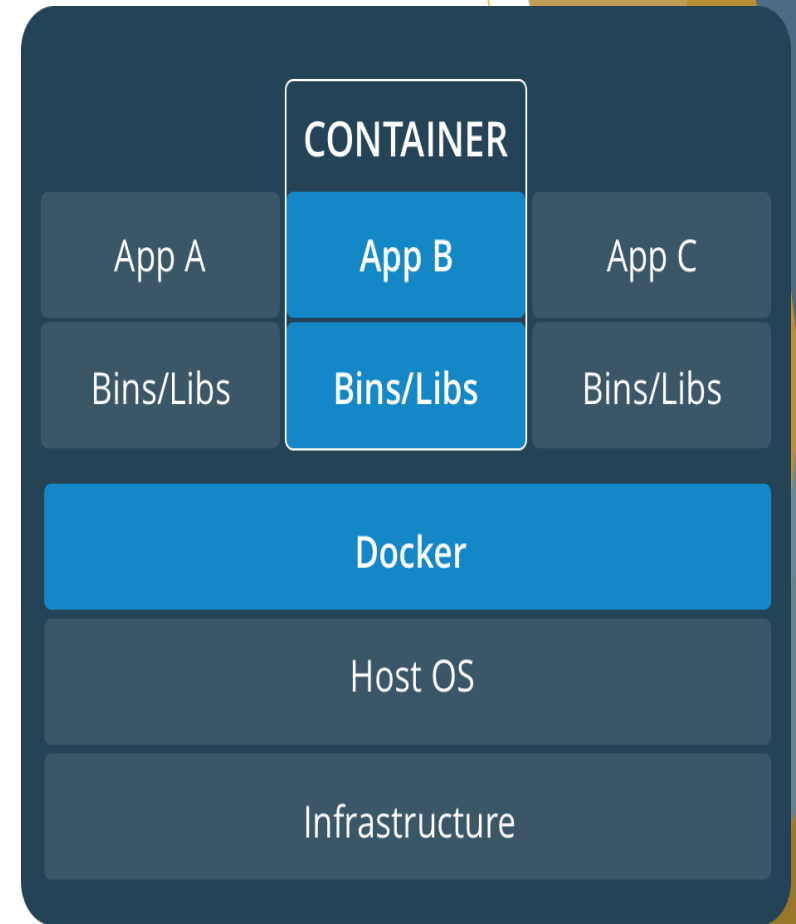 CONTAINER
App A
App B
App C
Bins/Libs
Bins/Libs
Bins/Libs
Docker
Host OS
Infrastructure